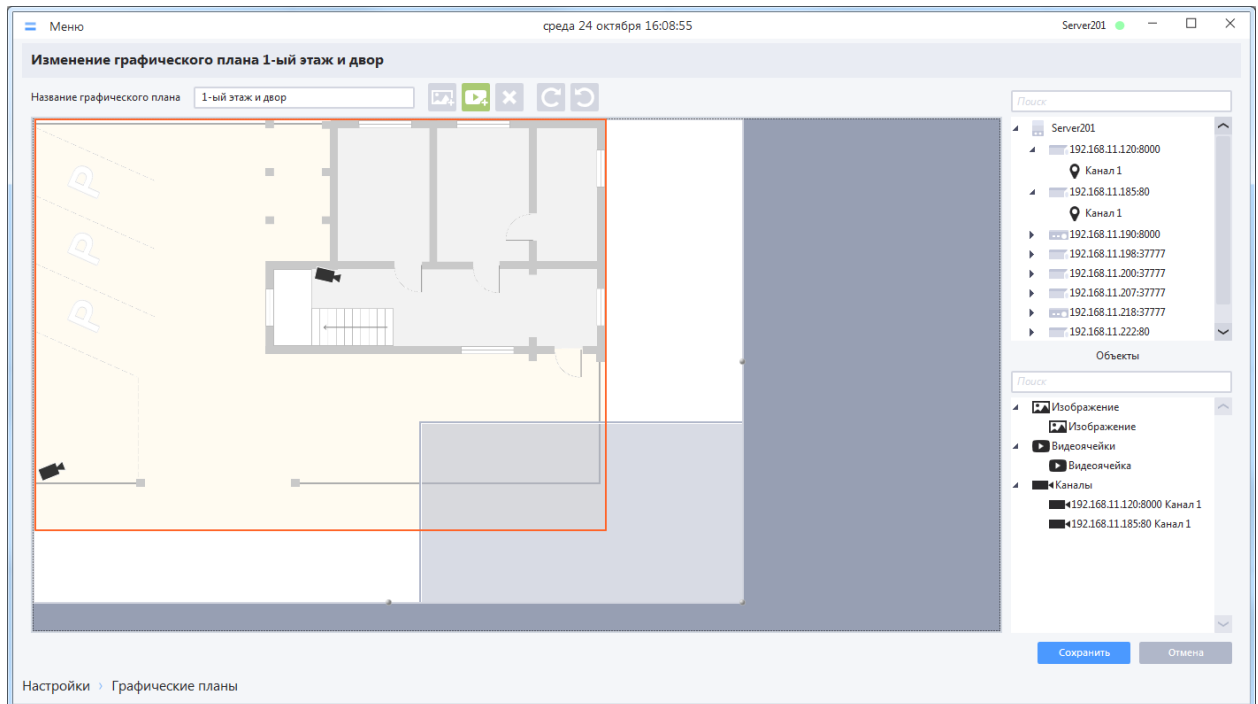 Меню
среда 24 октября 16:08:55
Server201
Изменение графического плана 1-ый этаж и двор
Название графического плана
1-ый этаж и двор
P
P
P
Поиск
Server201
192.168.11.120:8000
Канал 1
192.168.11.185:80
Канал 1
192.168.11.190:8000
192.168.11.198:37777
192.168.11.200:37777
192.168.11.207:37777
192.168.11.218:37777
192.168.11.222:80
Объекты
Поиск
Изображение
Изображение
Видеоячейки
Видеоячейка
Каналы
192.168.11.120:8000 Канал 1
192.168.11.185:80 Канал 1
Сохранить
Отмена
Настройки › Графические планы